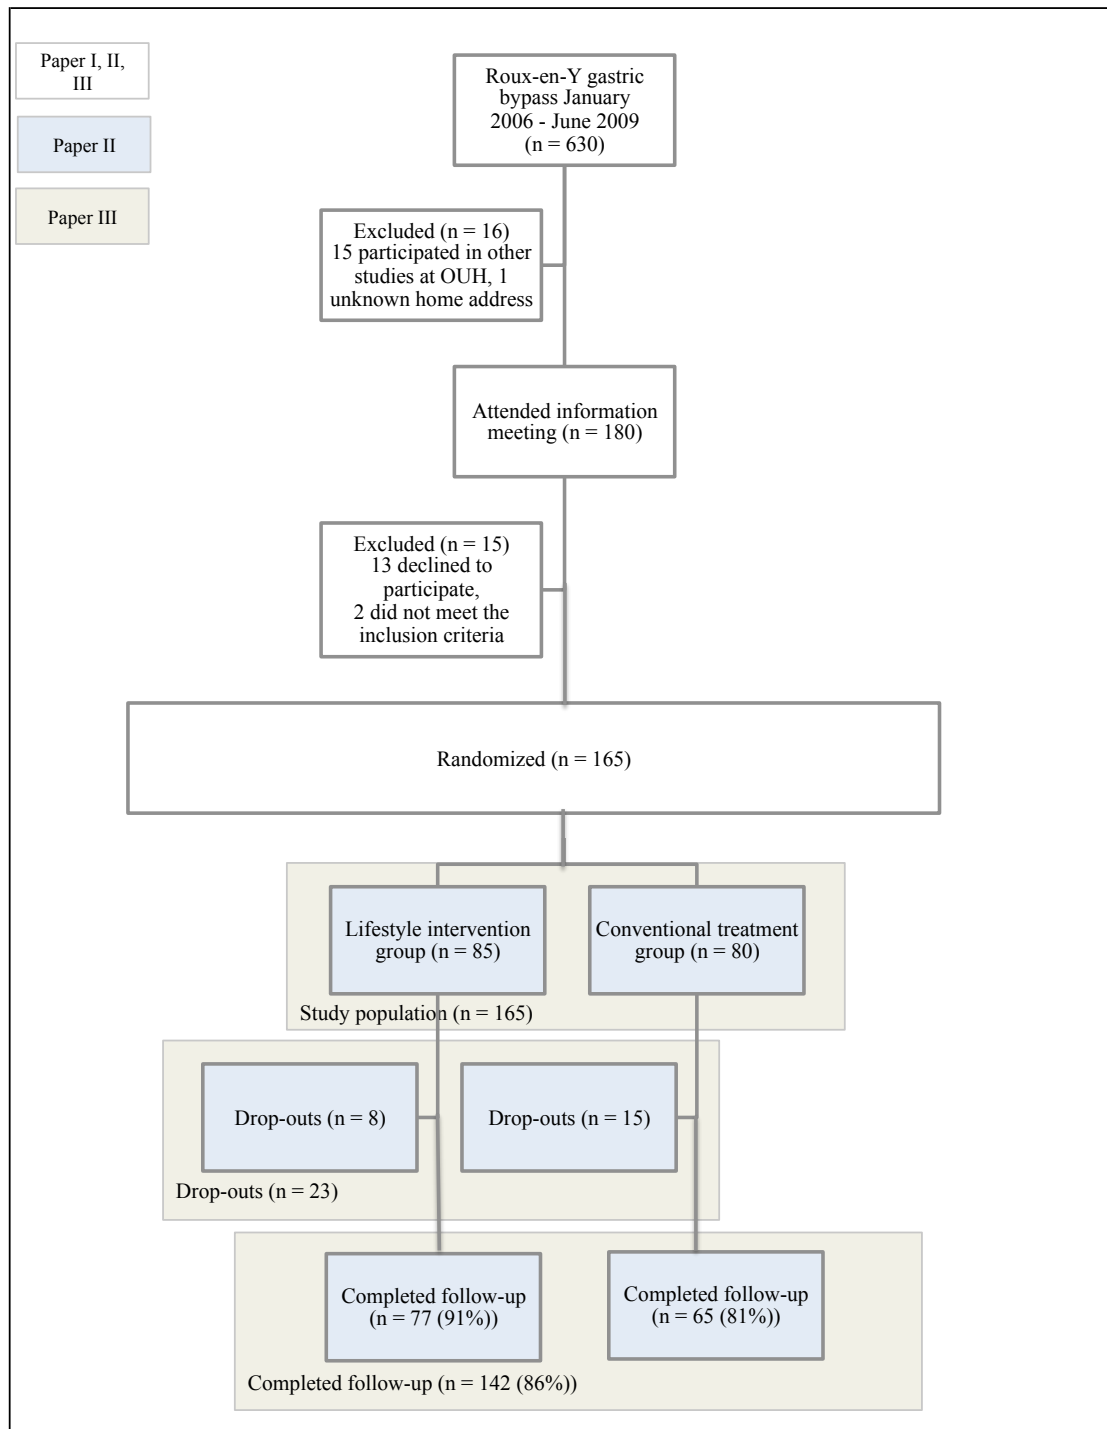 Paper I, II,
III
Paper II
Paper III
Roux-en-Y gastric
bypass January
2006 - June 2009
(n = 630)
Excluded (n = 16)
15 participated in other
studies at OUH, 1
unknown home address
Attended information
meeting (n = 180)
Excluded (n = 15)
13 declined to
participate,
2 did not meet the
inclusion criteria
Randomized (n = 165)
Lifestyle intervention
group (n = 85)
Conventional treatment
group (n = 80)
Study population (n = 165)
Drop-outs (n = 8)
Drop-outs (n = 15)
Drop-outs (n = 23)
Completed follow-up
(n = 77 (91%))
Completed follow-up
(n = 65 (81%))
Completed follow-up (n = 142 (86%))